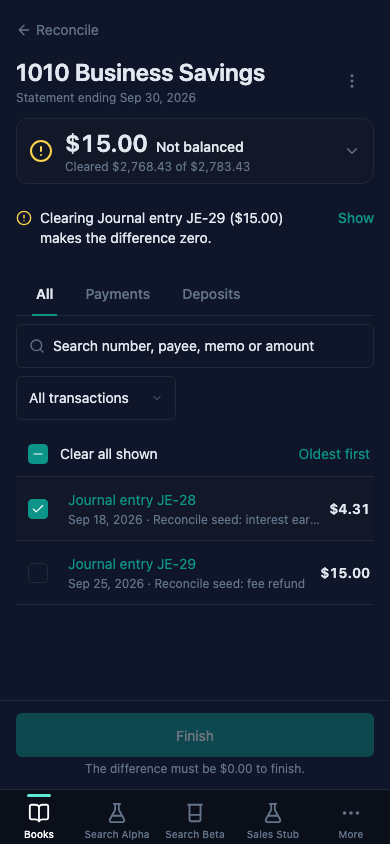 Reconcile
1010 Business Savings
Statement ending Sep 30, 2026
$15.00 Not balanced
Cleared $2,768.43 of $2,783.43
Clearing Journal entry JE-29 ($15.00) Show
makes the difference zero.
All Payments Deposits
Search number, payee, memo or amount
All transactions
Clear all shown Oldest first
Journal entry JE-28
$4.31
Sep 18, 2026 · Reconcile seed: interest ear...
Journal entry JE-29
$15.00
Sep 25, 2026 · Reconcile seed: fee refund
Finish
The difference must be $0.00 to finish.
Books Search Alpha Search Beta Sales Stub More